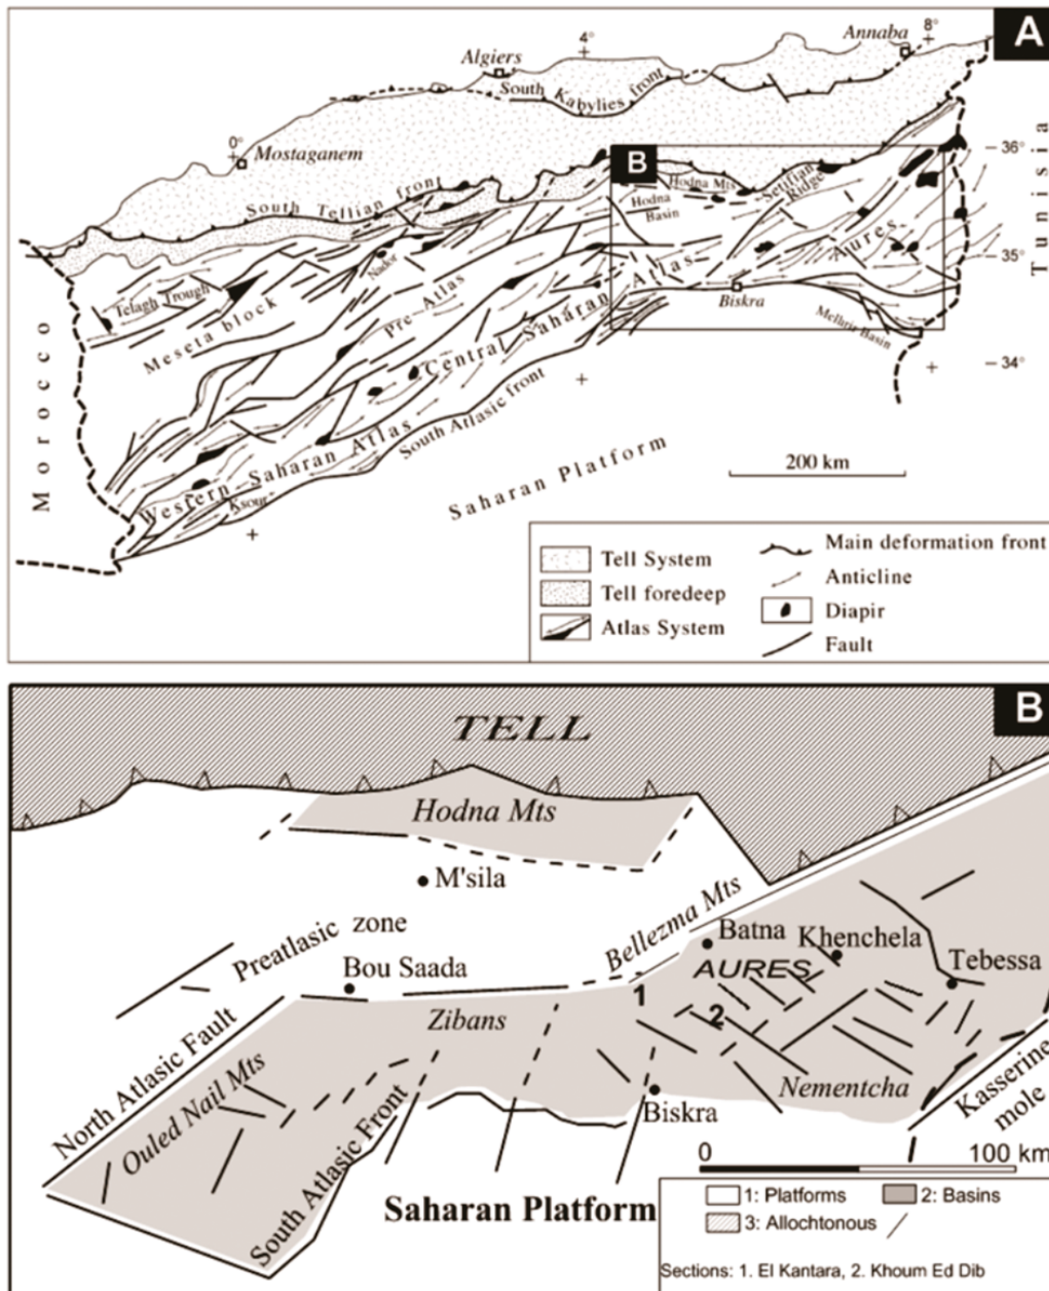 A
Annaba
8°
4°
Algiers
South Kabylies front
0°
Mostaganem
36°
B
Hodna Mts
Setifian
Ridge
Hodna
Basin
South Tellian front
Tunisia
35°
Aures
Nador
Telagh Trough
Meseta block
Pre Atlas
Central Saharan Atlas
Biskra
Melhrir Basin
34°
Morocco
South Atlasic front
Western Saharan Atlas
Ksour
Saharan Platform
200 km
Tell System
Tell foredeep
Atlas System
Main deformation front
Anticline
Diapir
Fault
B
TELL
Hodna Mts
M'sila
Bellezma Mts
Preatlasic zone
Batna
Khenchela
AURES
Tebessa
Bou Saada
1
2
Zibans
North Atlasic Fault
Ouled Nail Mts
Nementcha
Kasserine
mole
Biskra
South Atlasic Front
0 100 km
Saharan Platform
1: Platforms
2: Basins
3: Allochtonous
Sections: 1. El Kantara, 2. Khoum Ed Dib